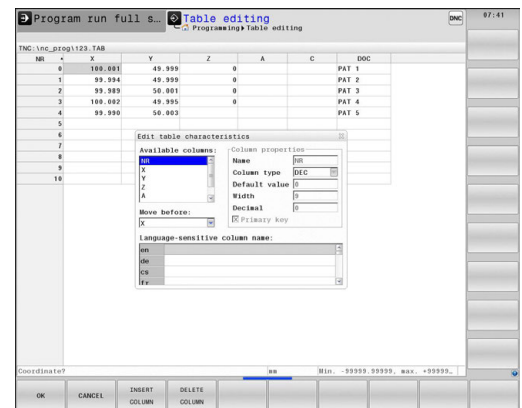 Program run full s… Table editing DNC 07:41
Programming▸Table editing
TNC:\nc_prog\123.TAB
NR X Y Z A C DOC
0 100.001 49.999 0 PAT 1
1 99.994 49.999 0 PAT 2
2 99.989 50.001 0 PAT 3
3 100.002 49.995 0 PAT 4
4 99.990 50.003 PAT 5
5
6
7
8
9
10
Edit table characteristics
Available columns:
NR
X
Y
Z
A
Move before:
X
Column properties
Name NR
Column type DEC
Default value 0
Width 9
Decimal 0
Primary key
Language-sensitive column name:
en
de
cs
fr
Coordinate? mm Min. -99999.99999, max. +99999…
OK CANCEL INSERT COLUMN DELETE COLUMN